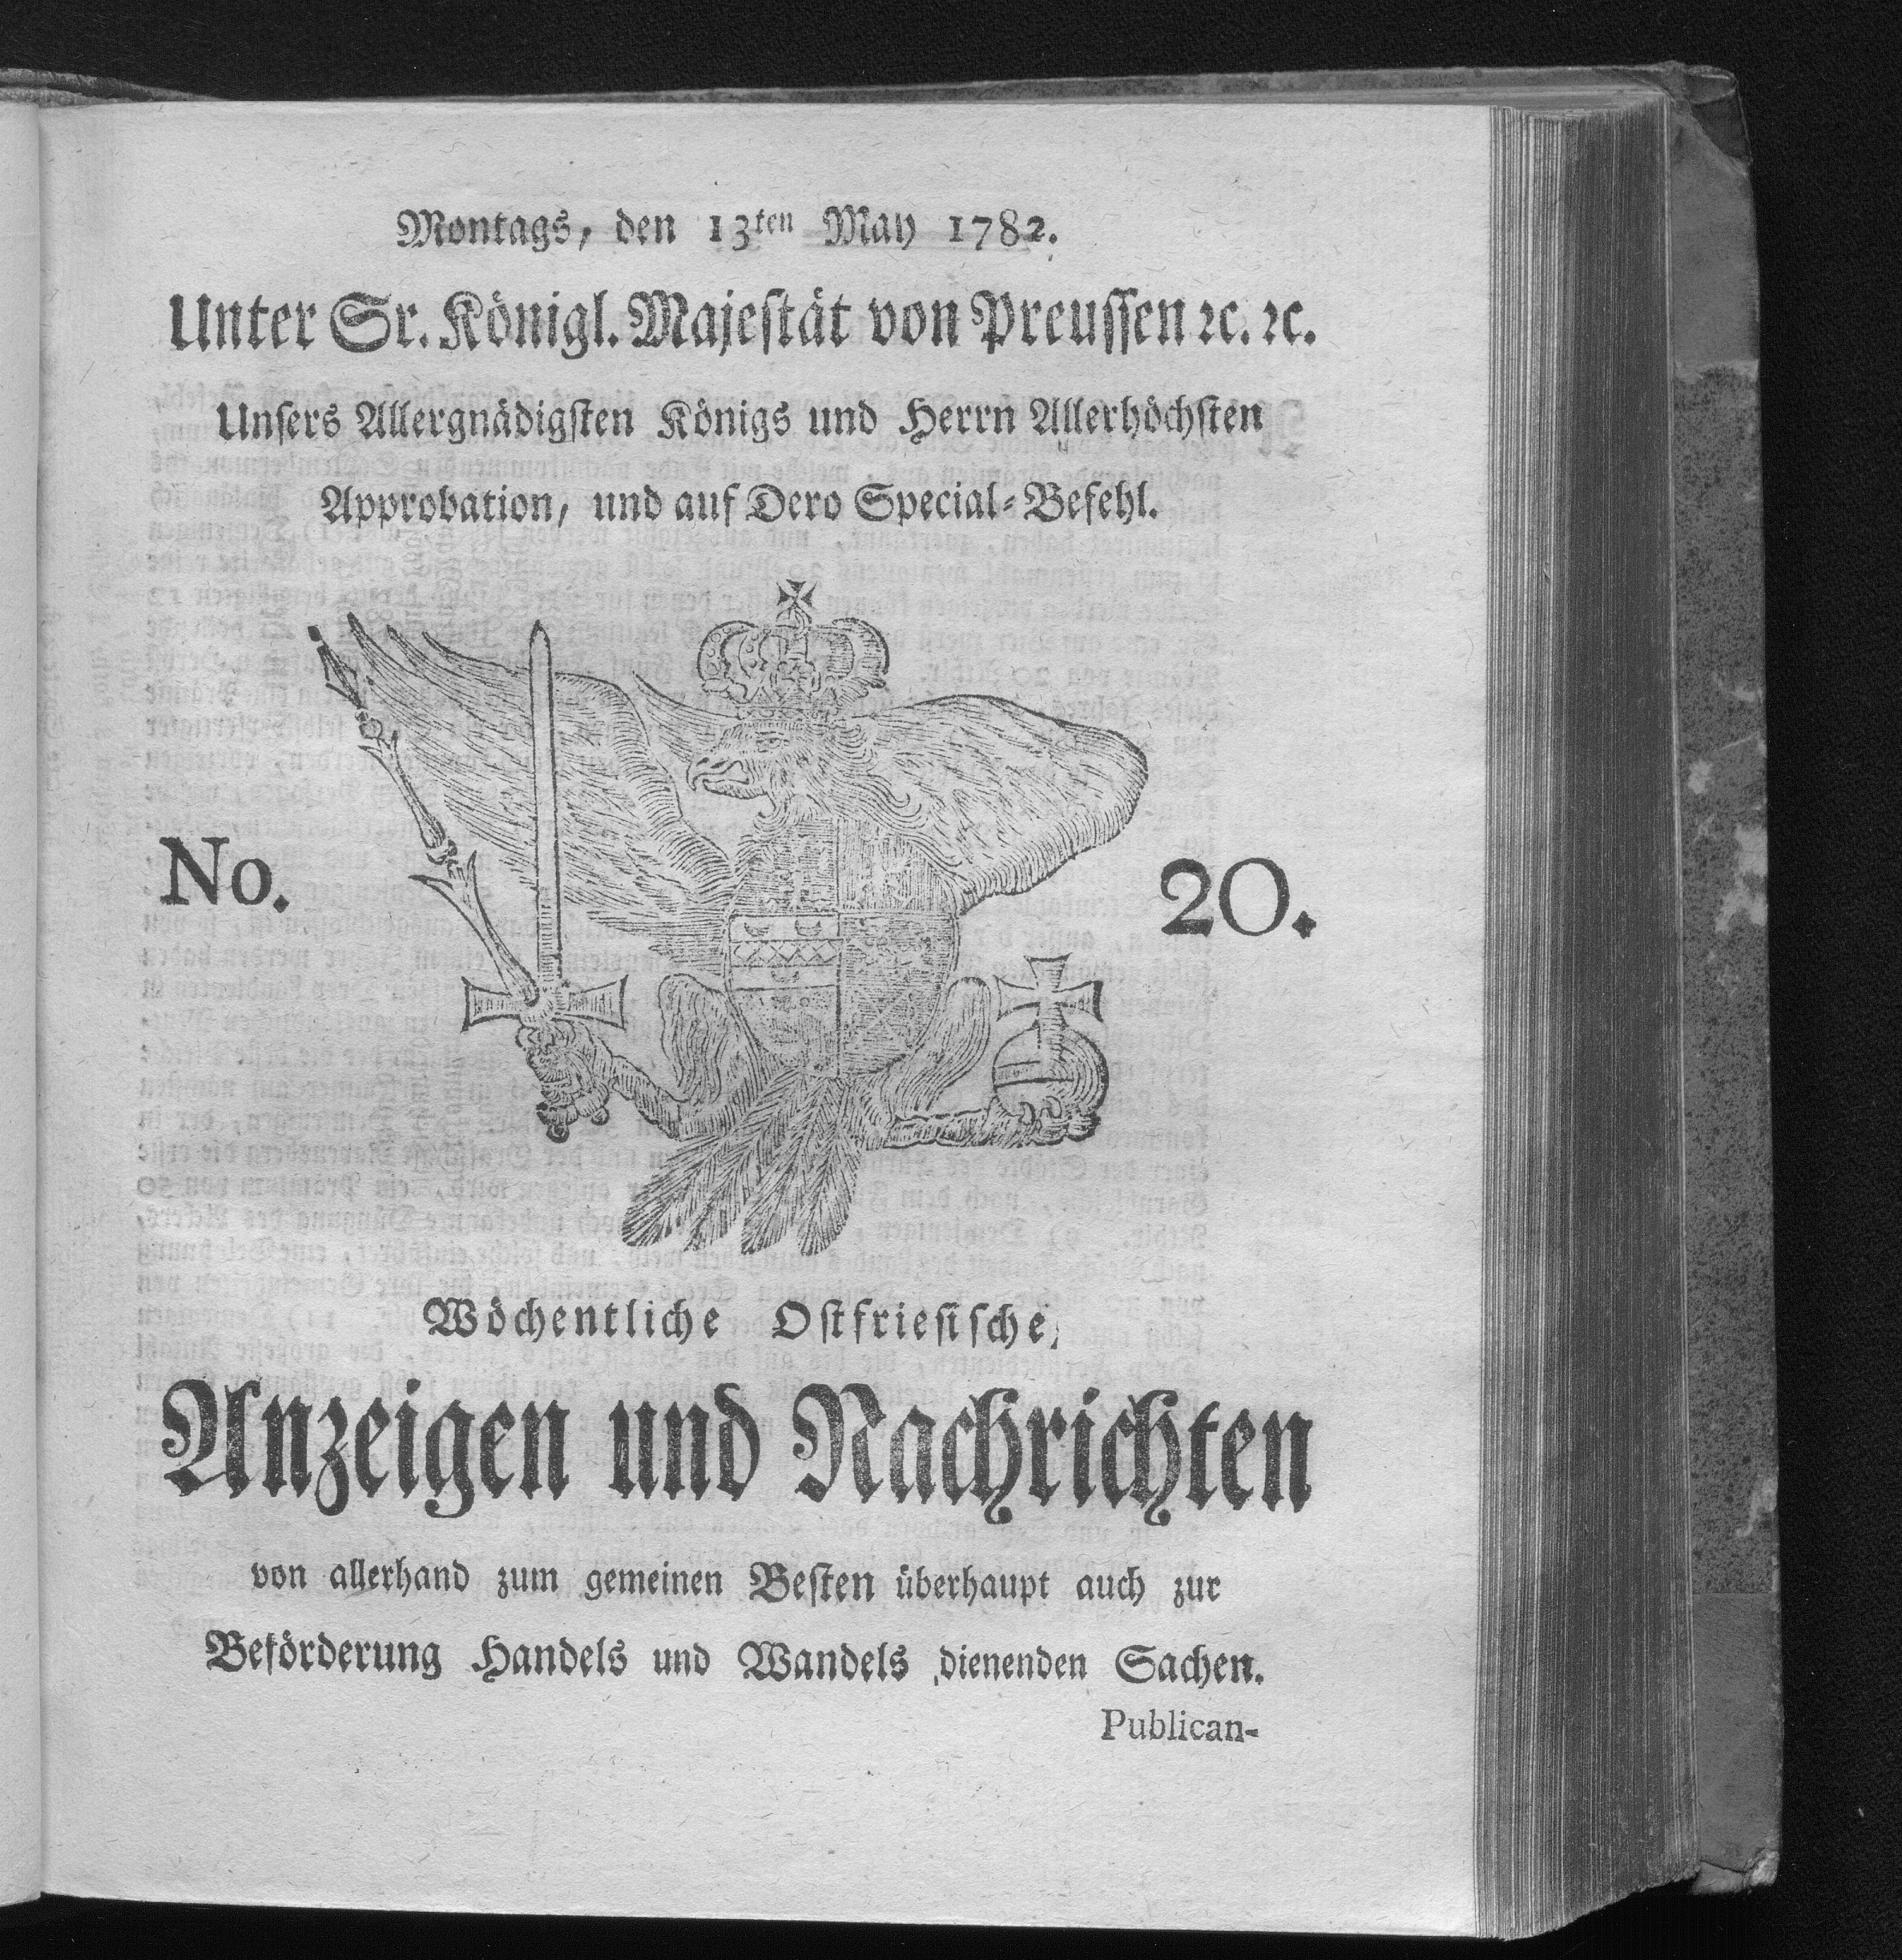 Montags, den 13ten May 1782.
Unter Sr. Königl. Majestät von Preussen ꝛc. ꝛc.
Unsers Allergnädigsten Königs und Herrn Allerhöchsten
Approbation, und auf Dero Special-Befehl.
No. 20.
Wöchentliche Ostfriesische
Anzeigen und Nachrichten
von allerhand zum gemeinen Besten überhaupt auch zur
Beförderung Handels und Wandels dienenden Sachen.
Publican-